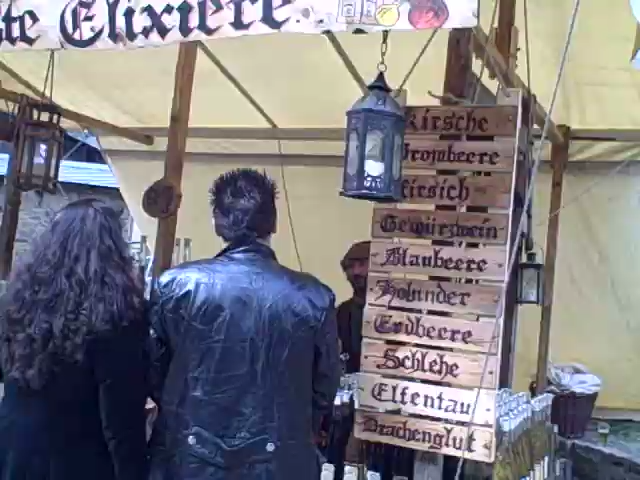 te Elixiere
Kirsche
Brombeere
Pfirsich
Gewürzwein
Blaubeere
Holunder
Erdbeere
Schlehe
Elfentau
Drachenglut